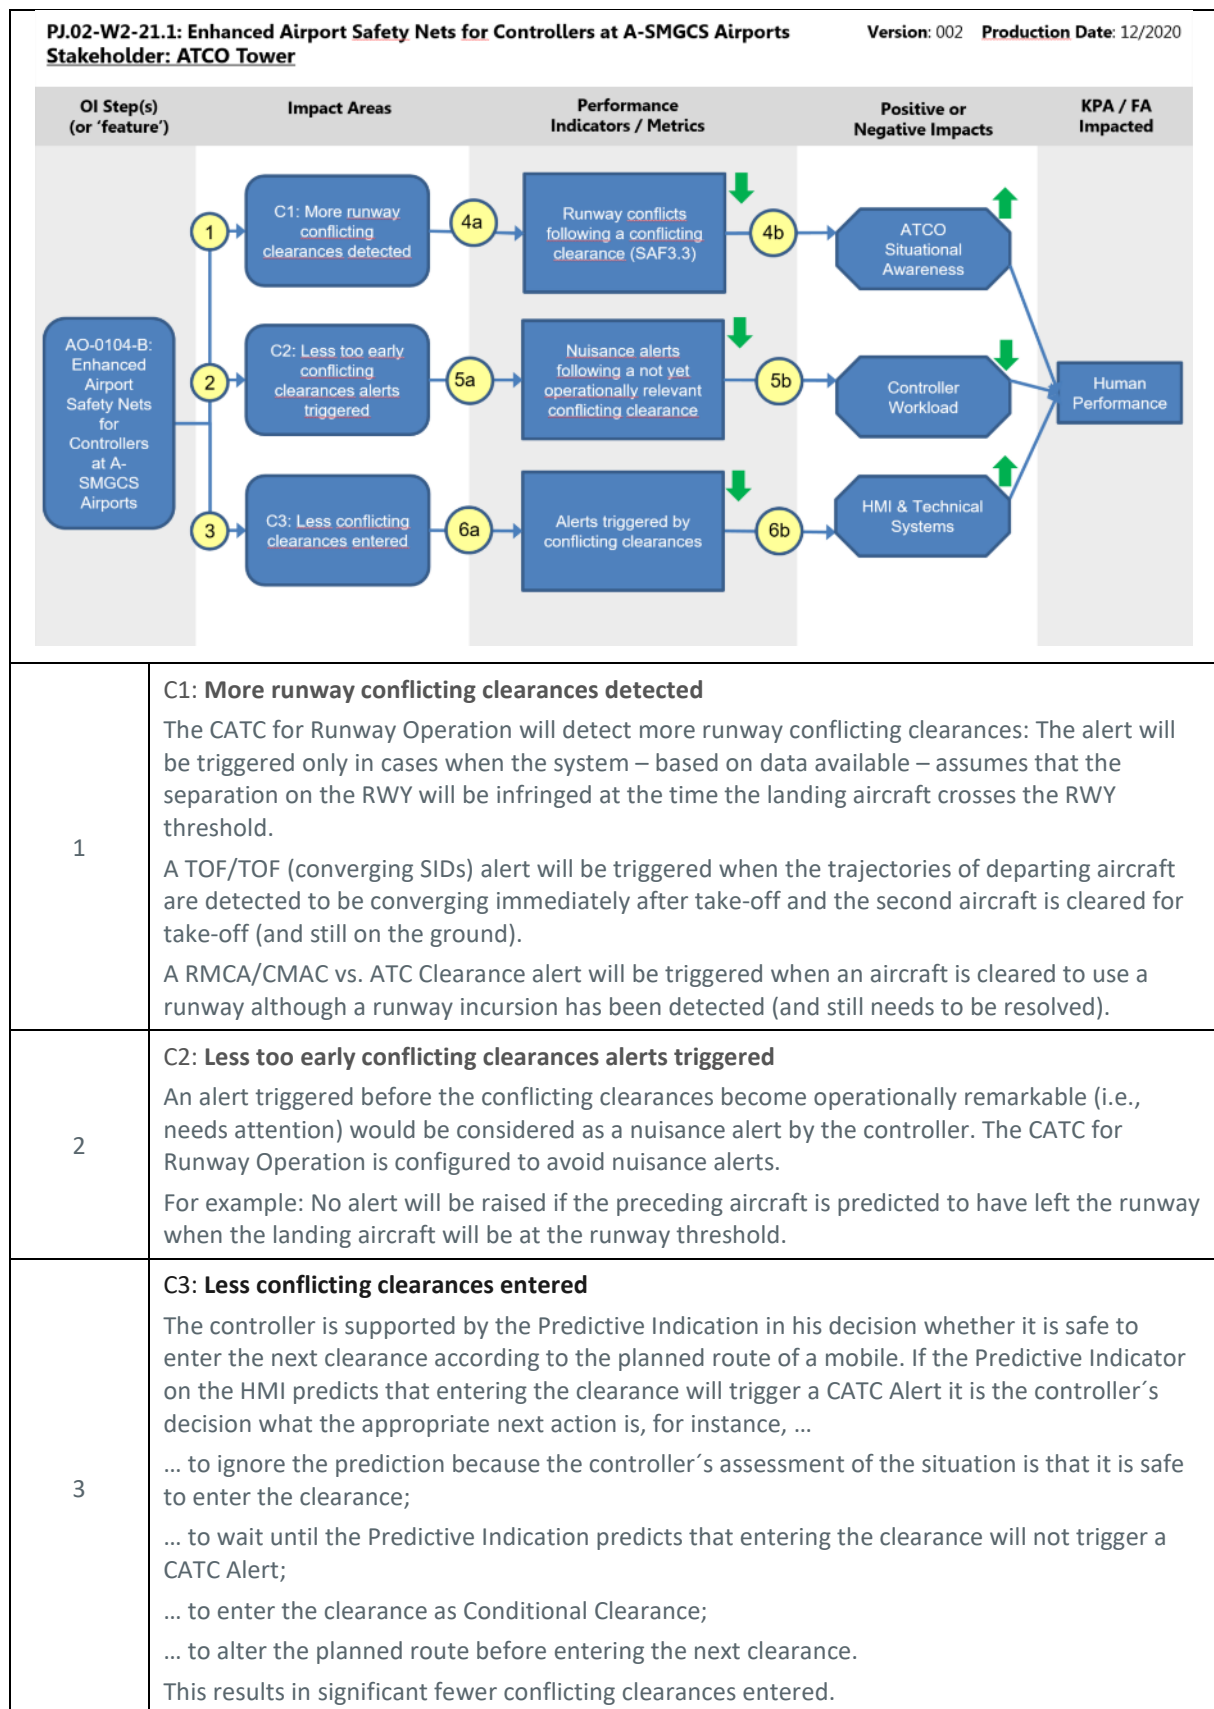 PJ.02-W2-21.1: Enhanced Airport Safety Nets for Controllers at A-SMGCS Airports
Version: 002 Production Date: 12/2020
Stakeholder: ATCO Tower
OI Step(s)
(or ‘feature’)
Impact Areas
Performance
Indicators / Metrics
Positive or
Negative Impacts
KPA / FA
Impacted
AO-0104-B:
Enhanced
Airport
Safety Nets
for
Controllers
at A-
SMGCS
Airports
1
C1: More runway
conflicting
clearances detected
4a
Runway conflicts
following a conflicting
clearance (SAF3.3)
4b
ATCO
Situational
Awareness
2
C2: Less too early
conflicting
clearances alerts
triggered
5a
Nuisance alerts
following a not yet
operationally relevant
conflicting clearance
5b
Controller
Workload
Human
Performance
3
C3: Less conflicting
clearances entered
6a
Alerts triggered by
conflicting clearances
6b
HMI & Technical
Systems
1
C1: More runway conflicting clearances detected
The CATC for Runway Operation will detect more runway conflicting clearances: The alert will
be triggered only in cases when the system – based on data available – assumes that the
separation on the RWY will be infringed at the time the landing aircraft crosses the RWY
threshold.
A TOF/TOF (converging SIDs) alert will be triggered when the trajectories of departing aircraft
are detected to be converging immediately after take-off and the second aircraft is cleared for
take-off (and still on the ground).
A RMCA/CMAC vs. ATC Clearance alert will be triggered when an aircraft is cleared to use a
runway although a runway incursion has been detected (and still needs to be resolved).
2
C2: Less too early conflicting clearances alerts triggered
An alert triggered before the conflicting clearances become operationally remarkable (i.e.,
needs attention) would be considered as a nuisance alert by the controller. The CATC for
Runway Operation is configured to avoid nuisance alerts.
For example: No alert will be raised if the preceding aircraft is predicted to have left the runway
when the landing aircraft will be at the runway threshold.
3
C3: Less conflicting clearances entered
The controller is supported by the Predictive Indication in his decision whether it is safe to
enter the next clearance according to the planned route of a mobile. If the Predictive Indicator
on the HMI predicts that entering the clearance will trigger a CATC Alert it is the controller´s
decision what the appropriate next action is, for instance, …
… to ignore the prediction because the controller´s assessment of the situation is that it is safe
to enter the clearance;
… to wait until the Predictive Indication predicts that entering the clearance will not trigger a
CATC Alert;
… to enter the clearance as Conditional Clearance;
… to alter the planned route before entering the next clearance.
This results in significant fewer conflicting clearances entered.